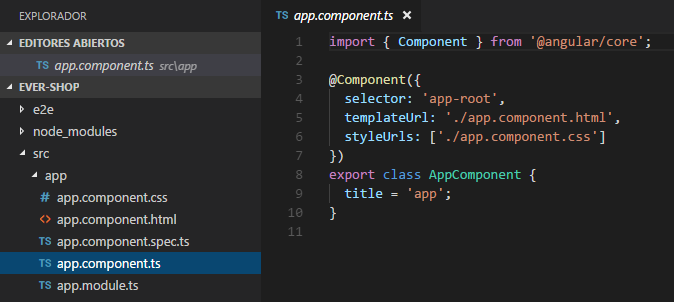 EXPLORADOR
EDITORES ABIERTOS
TS app.component.ts src\app
EVER-SHOP
e2e
node_modules
src
app
# app.component.css
<> app.component.html
TS app.component.spec.ts
TS app.component.ts
TS app.module.ts
TS app.component.ts ×
1 import { Component } from '@angular/core';
2
3 @Component({
4   selector: 'app-root',
5   templateUrl: './app.component.html',
6   styleUrls: ['./app.component.css']
7 })
8 export class AppComponent {
9   title = 'app';
10 }
11